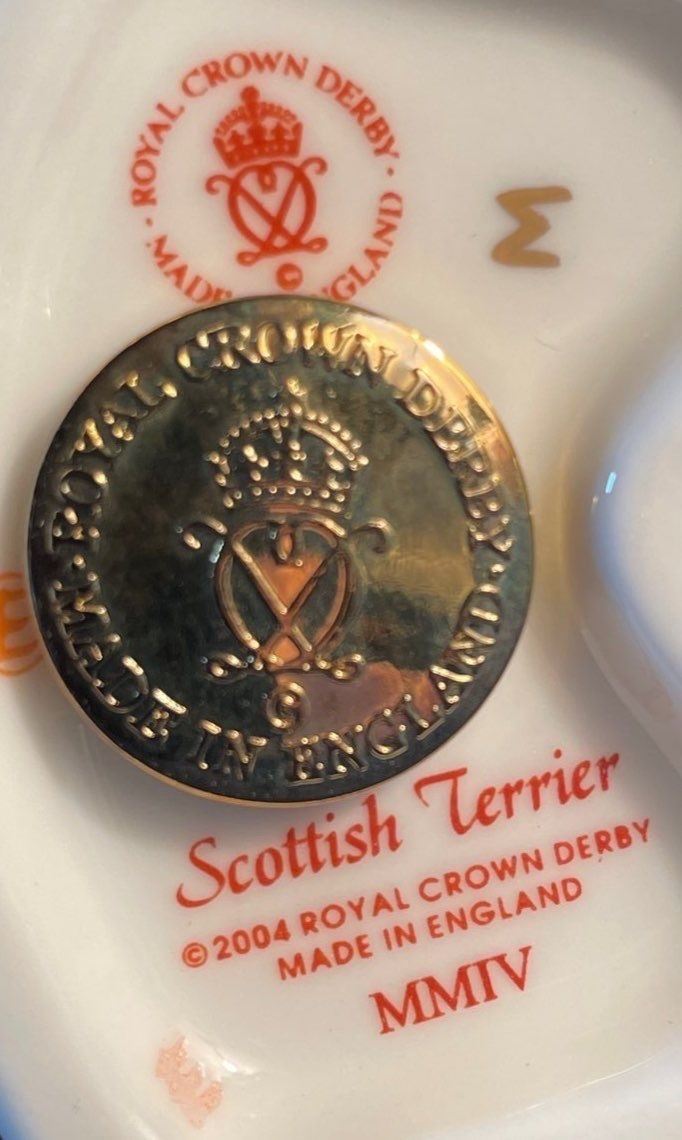 · ROYAL CROWN DERBY ·
MADE ENGLAND
Σ
· ROYAL CROWN DERBY ·
MADE IN ENGLAND
Scottish Terrier
© 2004 ROYAL CROWN DERBY
MADE IN ENGLAND
MMIV